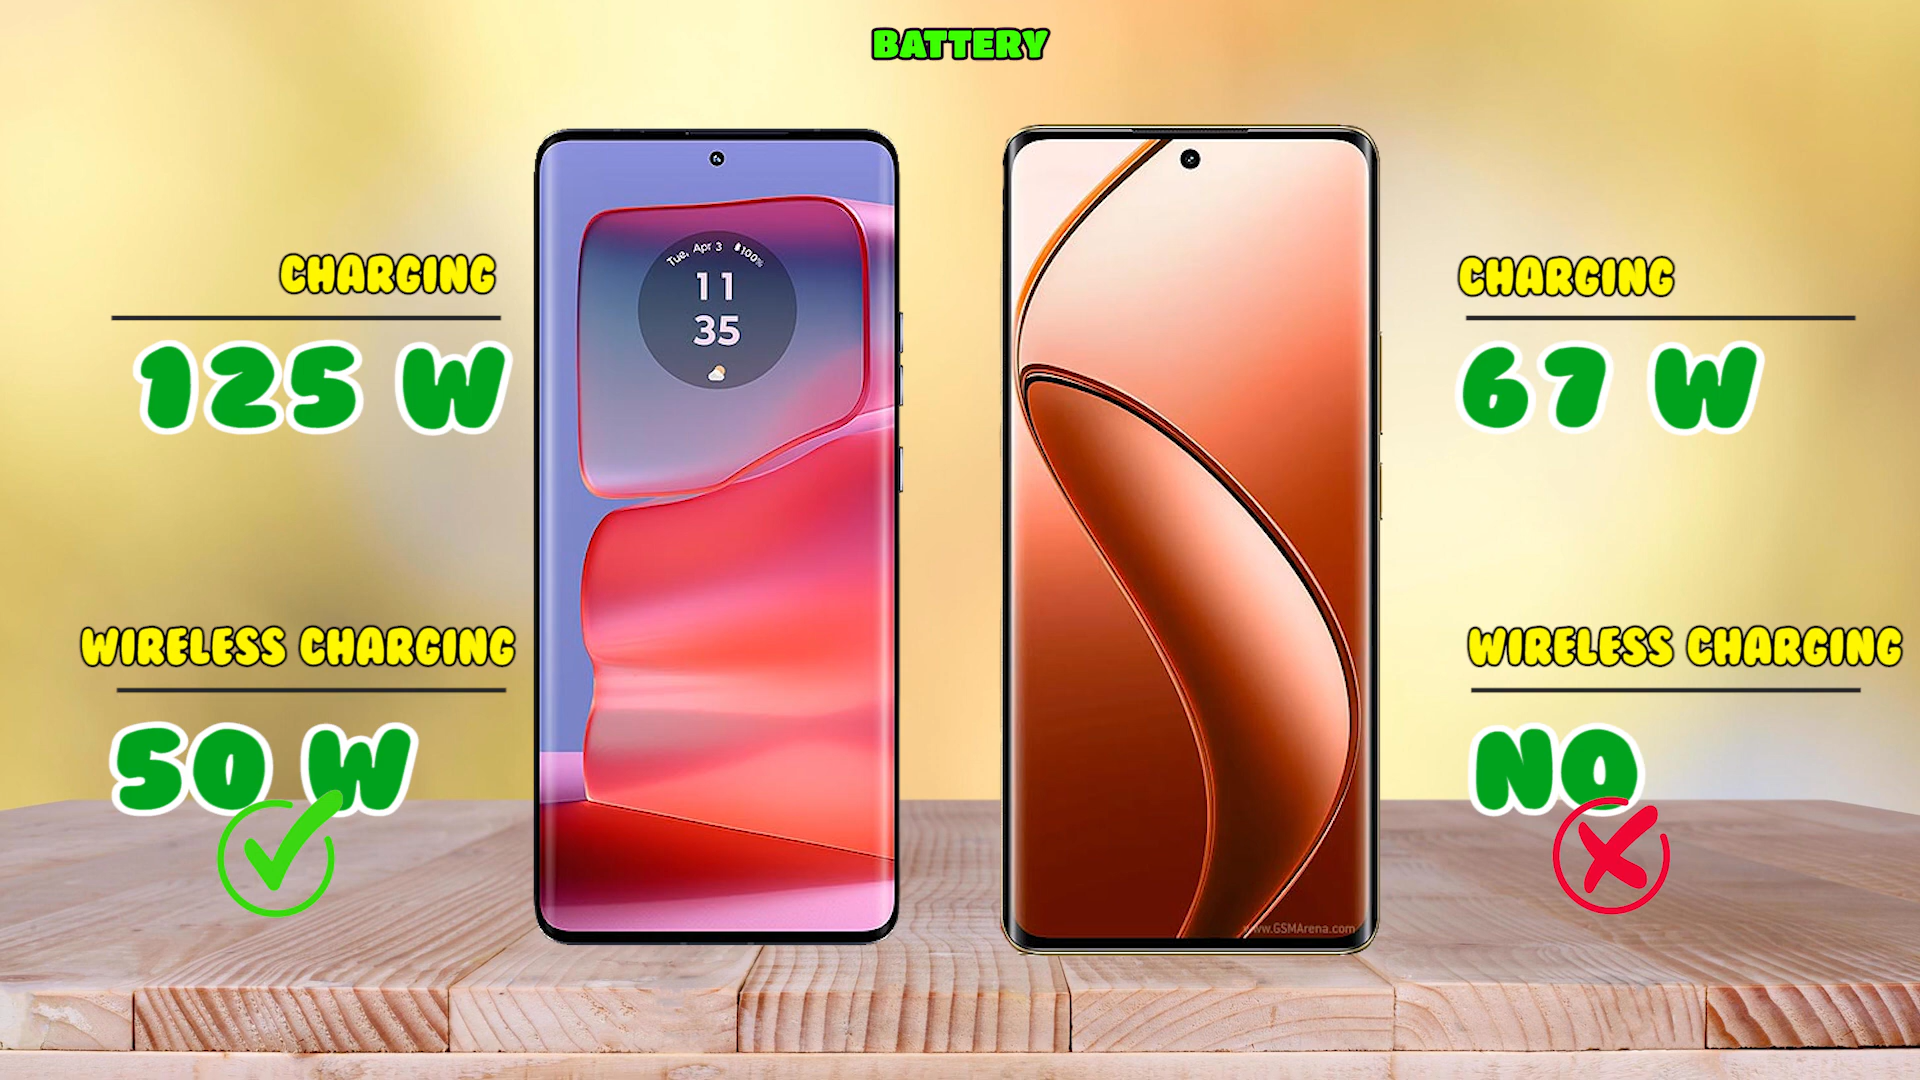 BATTERY
CHARGING
125 W
WIRELESS CHARGING
50 W
Tue, Apr 3 100%
11
35
CHARGING
67 W
WIRELESS CHARGING
NO
www.GSMArena.com